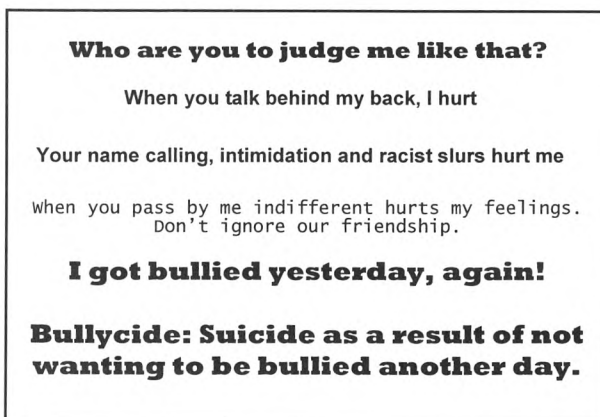 Who are you to judge me like that?
When you talk behind my back, I hurt
Your name calling, intimidation and racist slurs hurt me
When you pass by me indifferent hurts my feelings.
Don't ignore our friendship.
I got bullied yesterday, again!
Bullycide: Suicide as a result of not
wanting to be bullied another day.